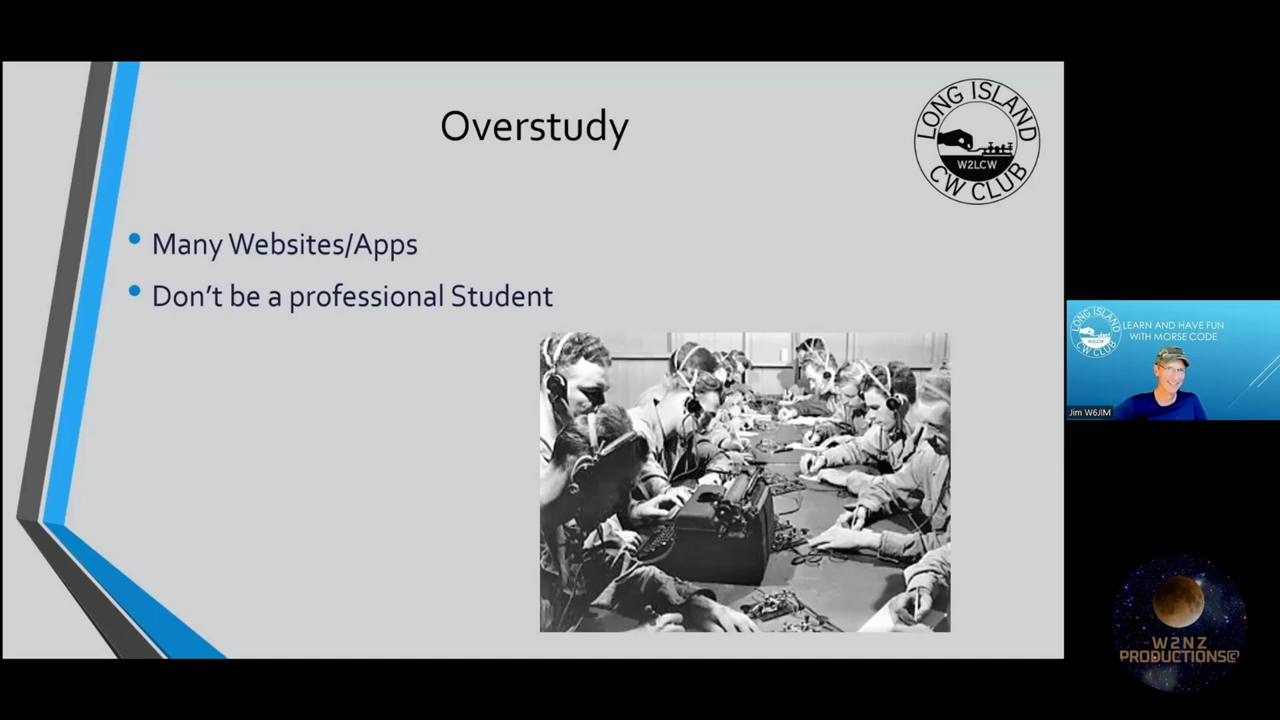 Overstudy
LONG ISLAND
W2LCW
CW CLUB
• Many Websites/Apps
• Don't be a professional Student
LONG ISLAND
CW CLUB
LEARN AND HAVE FUN
WITH MORSE CODE
Jim W6JIM
W2NZ
PRODUCTIONS©